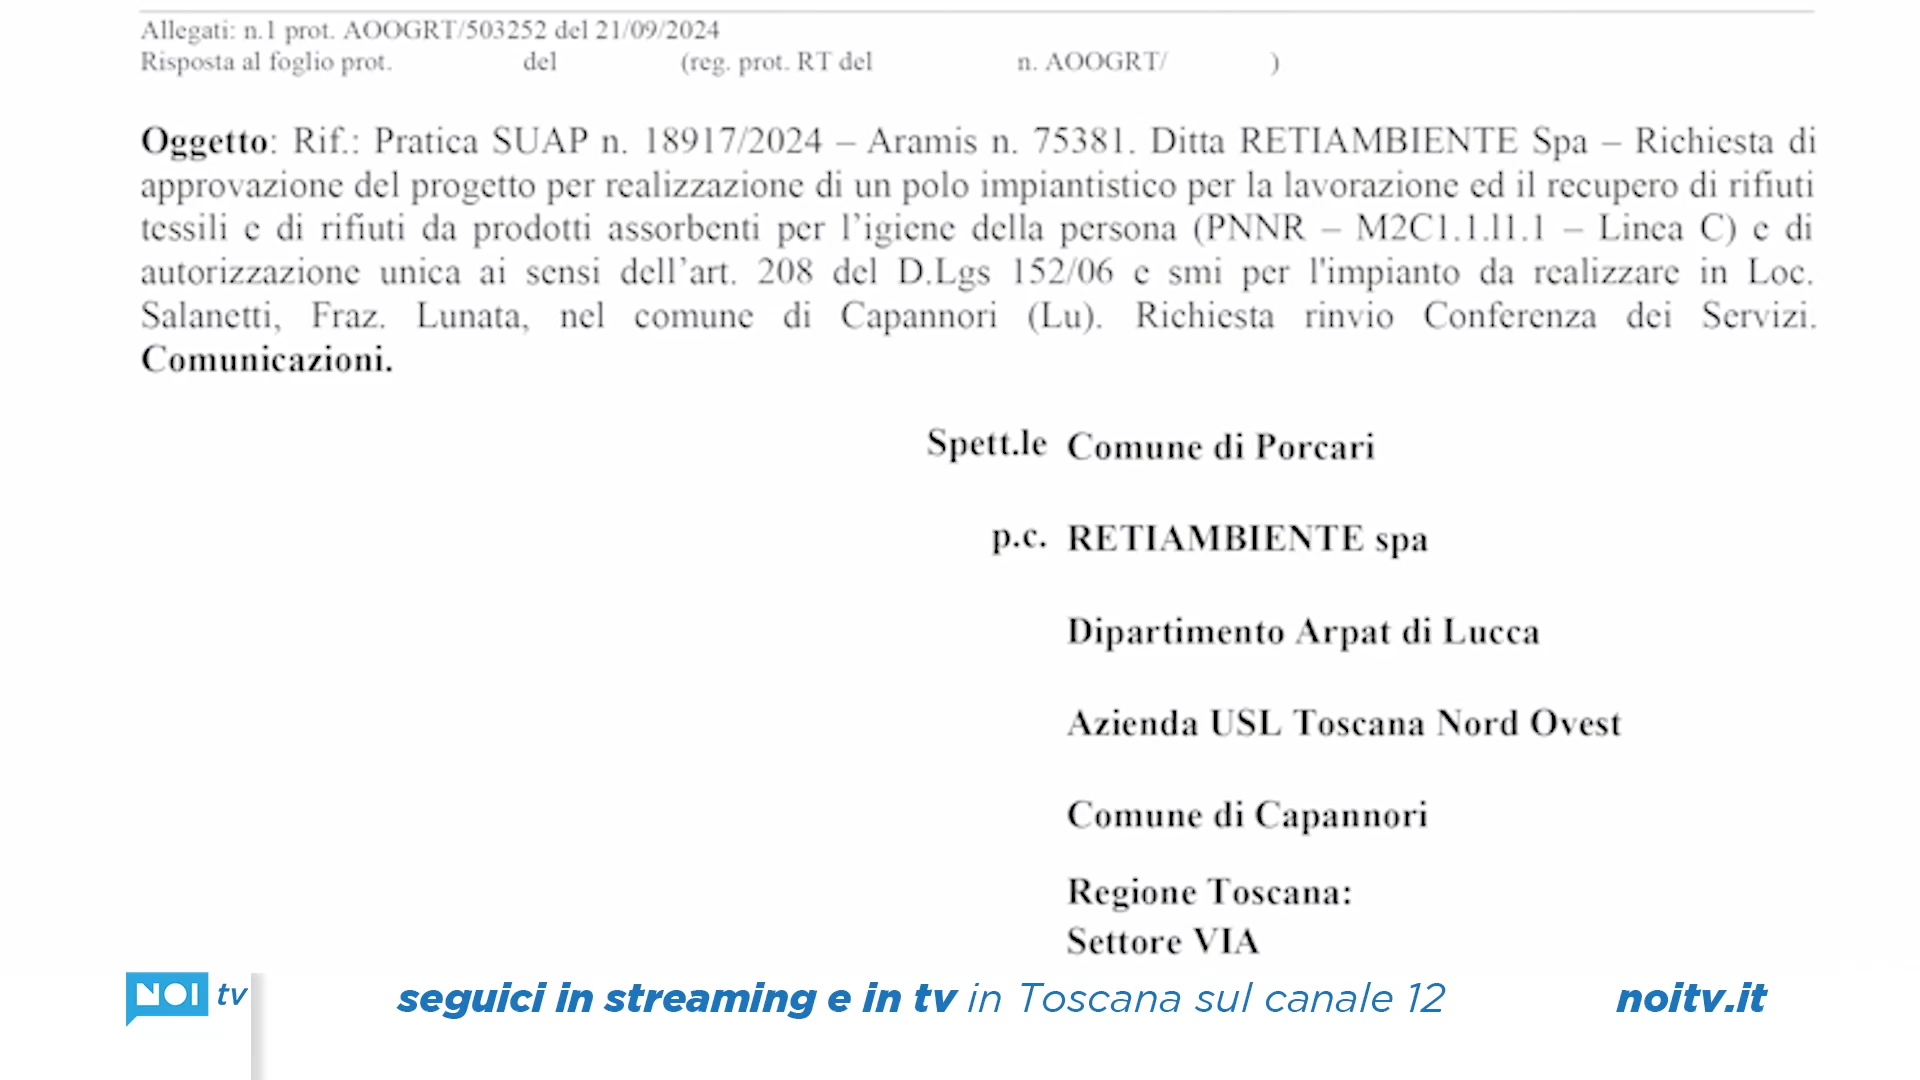 Allegati: n.1 prot. AOOGRT/503252 del 21/09/2024
Risposta al foglio prot. del (reg. prot. RT del n. AOOGRT/ )
Oggetto: Rif.: Pratica SUAP n. 18917/2024 – Aramis n. 75381. Ditta RETIAMBIENTE Spa – Richiesta di
approvazione del progetto per realizzazione di un polo impiantistico per la lavorazione ed il recupero di rifiuti
tessili e di rifiuti da prodotti assorbenti per l’igiene della persona (PNNR – M2C1.1.I1.1 – Linea C) e di
autorizzazione unica ai sensi dell’art. 208 del D.Lgs 152/06 e smi per l'impianto da realizzare in Loc.
Salanetti, Fraz. Lunata, nel comune di Capannori (Lu). Richiesta rinvio Conferenza dei Servizi.
Comunicazioni.
Spett.le Comune di Porcari
p.c. RETIAMBIENTE spa
Dipartimento Arpat di Lucca
Azienda USL Toscana Nord Ovest
Comune di Capannori
Regione Toscana:
Settore VIA
NOI tv seguici in streaming e in tv in Toscana sul canale 12 noitv.it